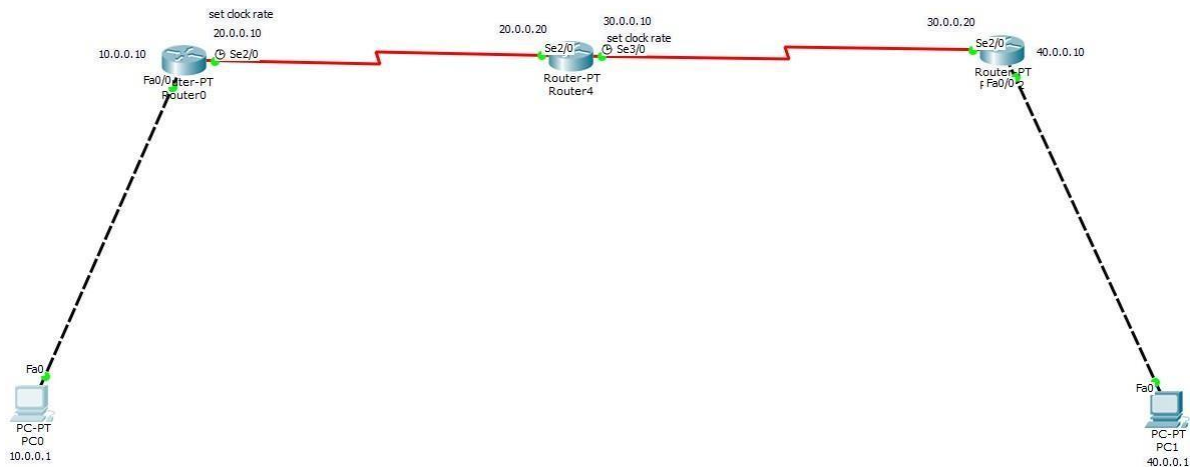 set clock rate
20.0.0.10
10.0.0.10
Se2/0
Fa0/0
Router0
20.0.0.20
30.0.0.10
set clock rate
Se2/0
Se3/0
Router-PT
Router4
30.0.0.20
Se2/0
40.0.0.10
Router-PT
Fa0/0
Fa0
PC-PT
PC0
10.0.0.1
Fa0
PC-PT
PC1
40.0.0.1